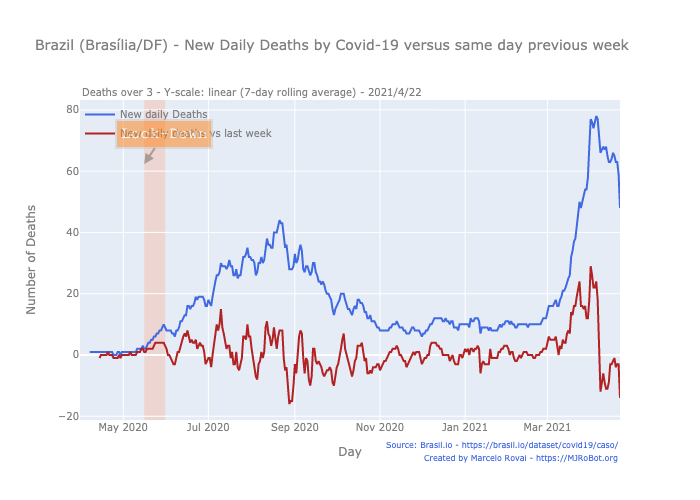 Brazil (Brasília/DF) - New Daily Deaths by Covid-19 versus same day previous week
Deaths over 3 - Y-scale: linear (7-day rolling average) - 2021/4/22
New daily Deaths
vs last week
80
60
40
20
0
−20
Number of Deaths
May 2020 Jul 2020 Sep 2020 Nov 2020 Jan 2021 Mar 2021
Day
Source: Brasil.io - https://brasil.io/dataset/covid19/caso/
Created by Marcelo Rovai - https://MJRoBot.org